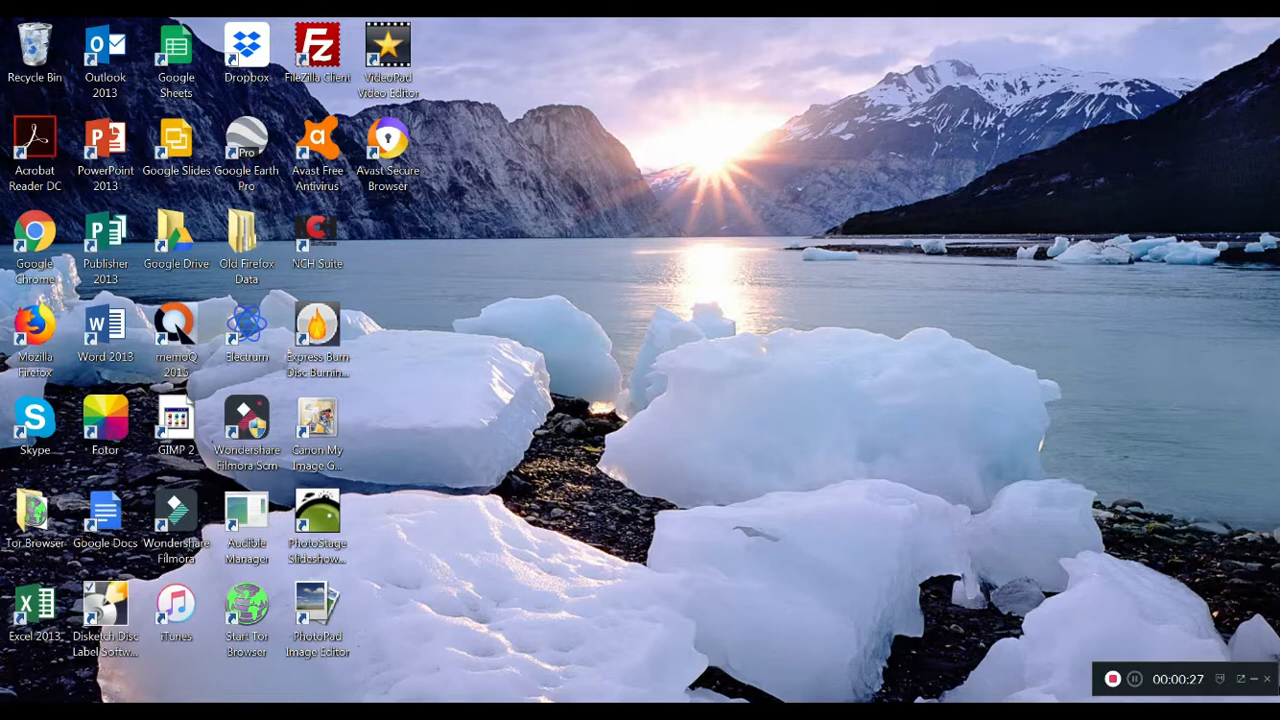 Recycle Bin
Outlook
2013
Google
Sheets
Dropbox
FileZilla Client
VideoPad
Video Editor
Acrobat
Reader DC
PowerPoint
2013
Google Slides
Pro
Google Earth
Pro
Avast Free
Antivirus
Avast Secure
Browser
Google
Chrome
Publisher
2013
Google Drive
Old Firefox
Data
NCH Suite
Mozilla
Firefox
Word 2013
memoQ
2015
Electrum
Express Burn
Disc Burnin...
Skype
Fotor
GIMP 2
Wondershare
Filmora Scrn
Canon My
Image G...
Tor Browser
Google Docs
Wondershare
Filmora
Audible
Manager
PhotoStage
Slideshow...
Excel 2013
Disketch Disc
Label Softw...
iTunes
Start Tor
Browser
PhotoPad
Image Editor
00:00:27